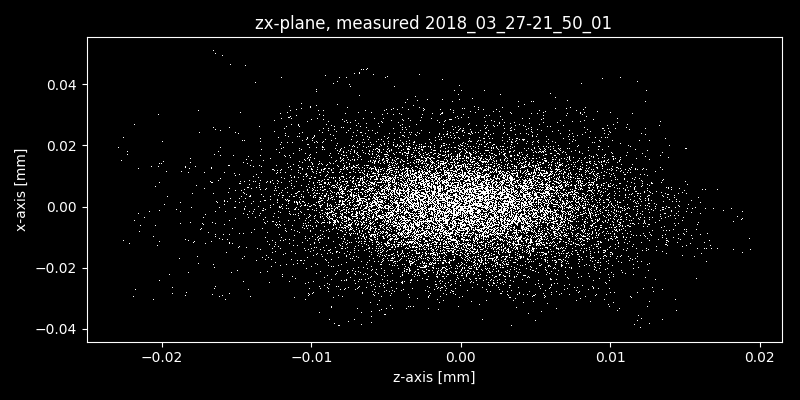 zx-plane, measured 2018_03_27-21_50_01
x-axis [mm]
0.04
0.02
0.00
−0.02
−0.04
−0.02 −0.01 0.00 0.01 0.02
z-axis [mm]